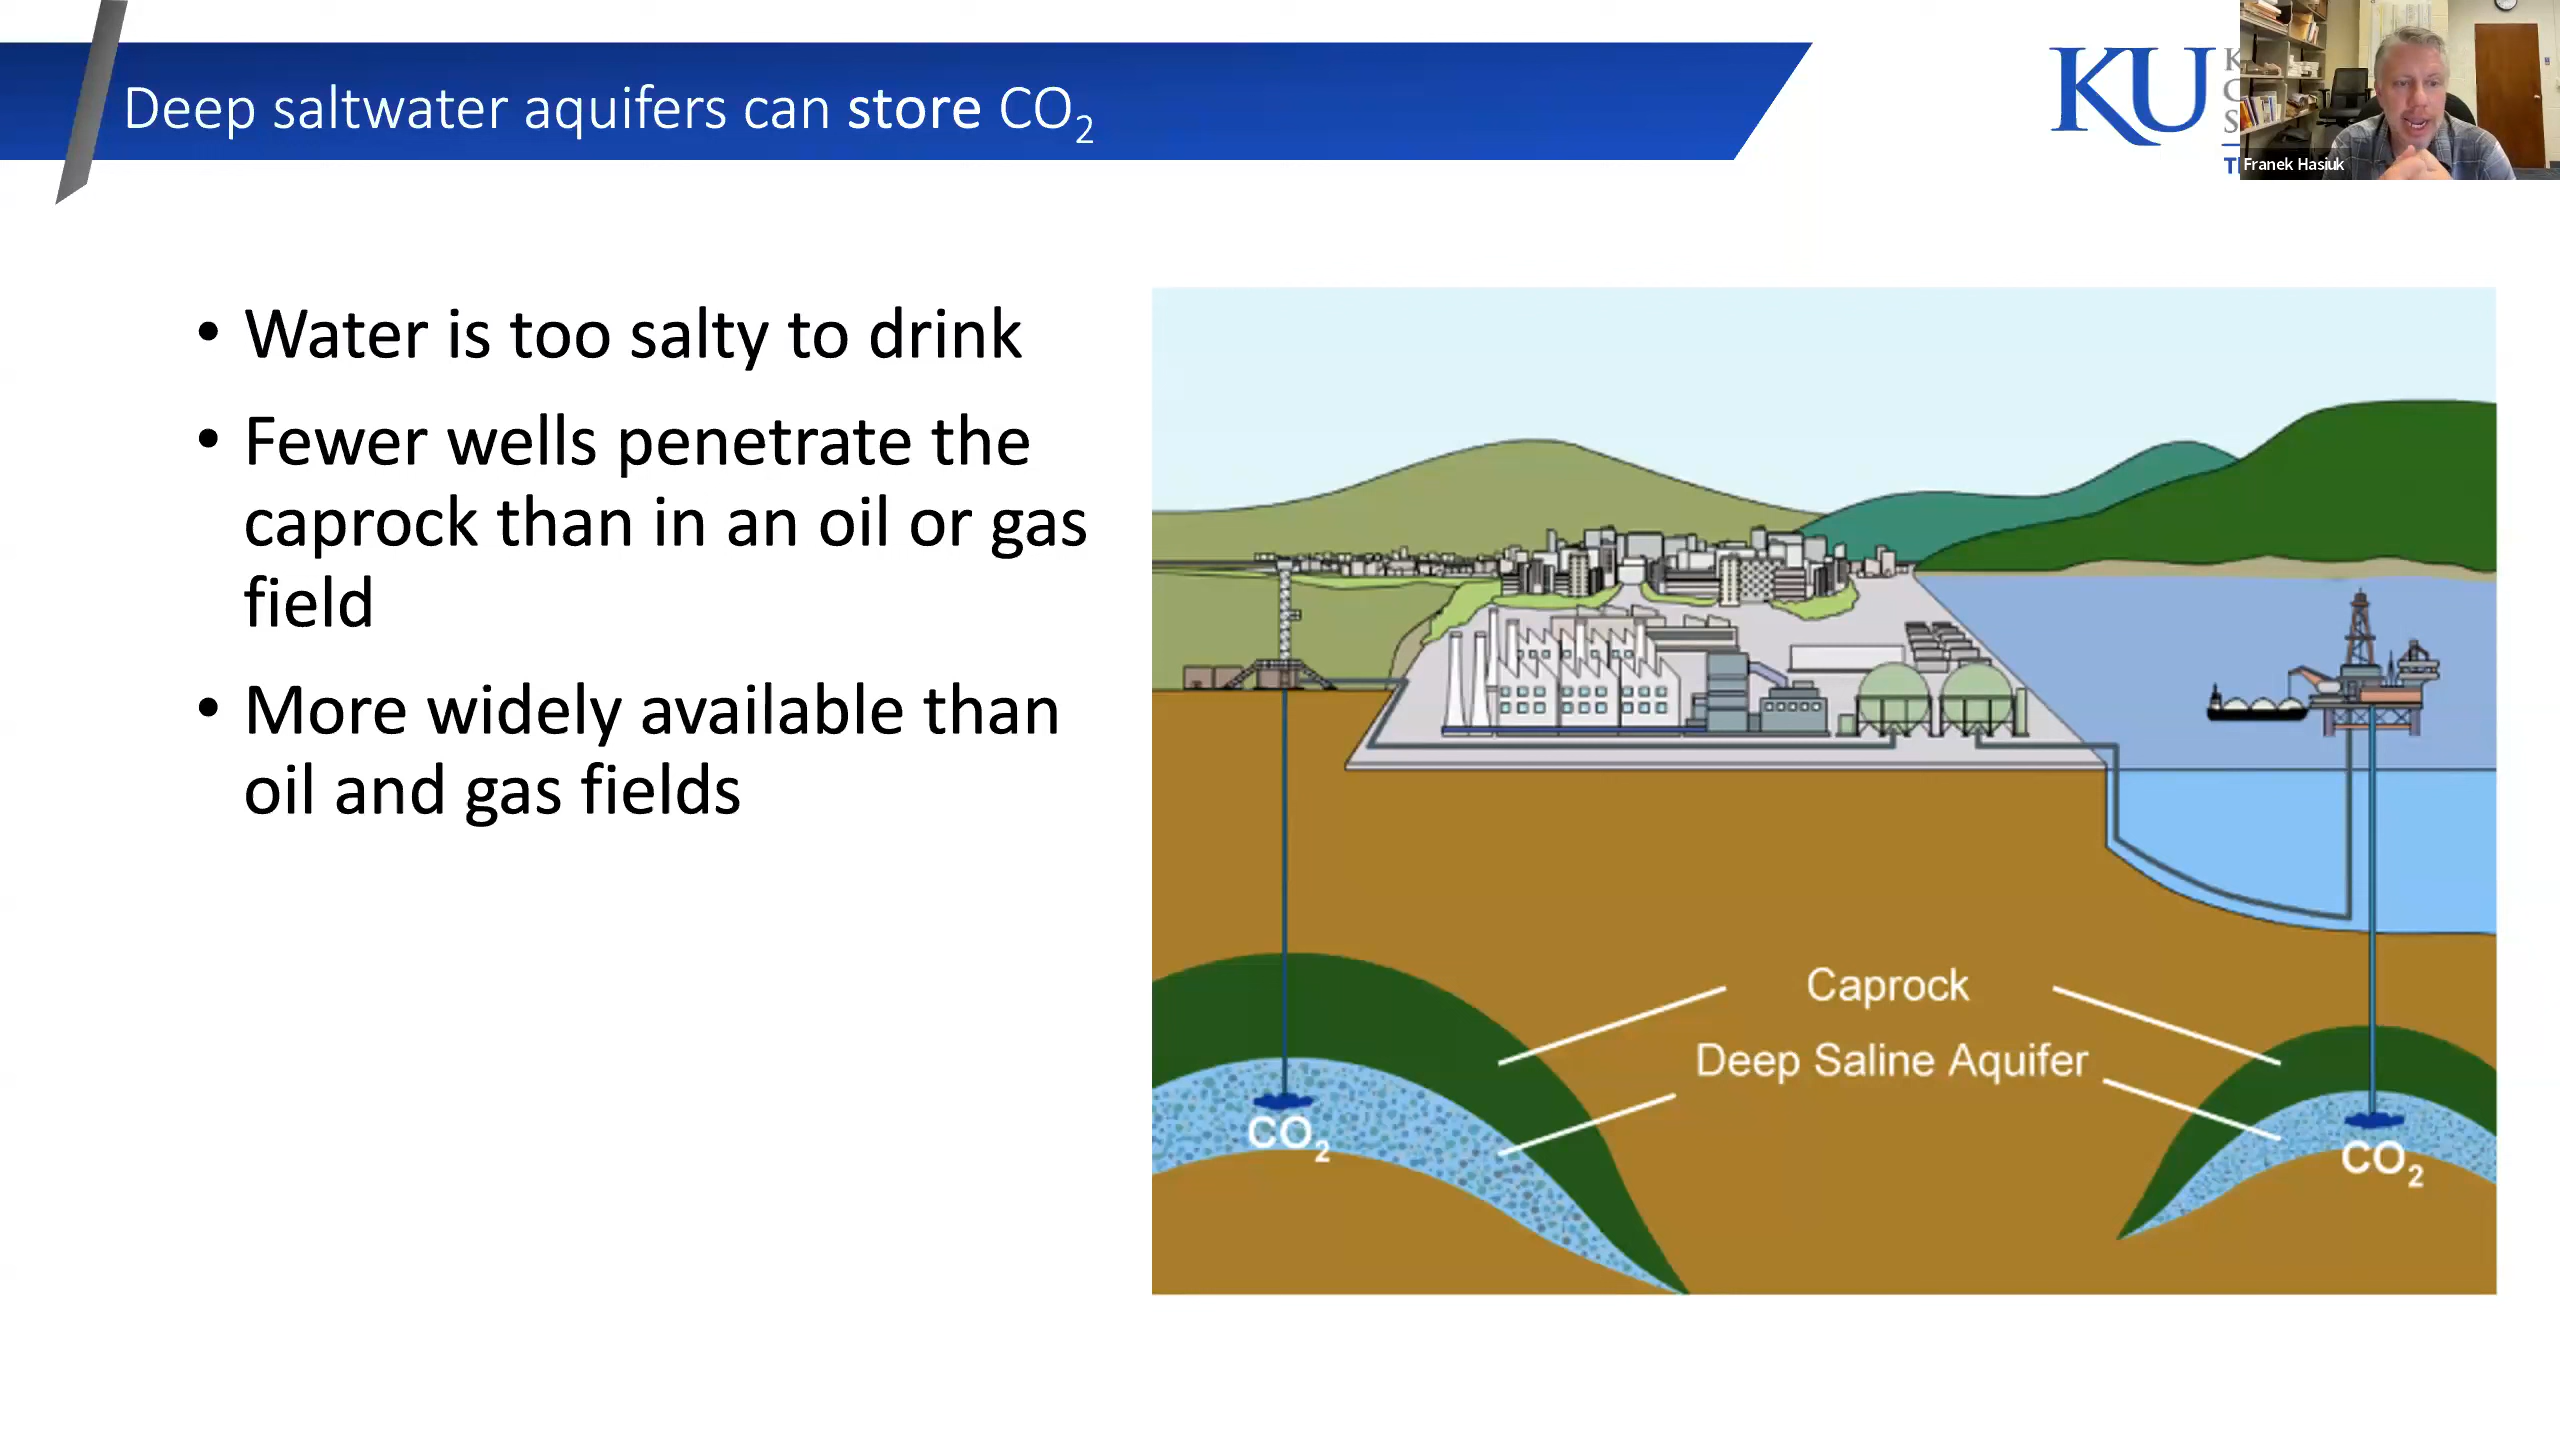 Deep saltwater aquifers can store CO₂
KU
Franek Hasiuk
• Water is too salty to drink
• Fewer wells penetrate the
caprock than in an oil or gas
field
• More widely available than
oil and gas fields
Caprock
Deep Saline Aquifer
CO₂
CO₂